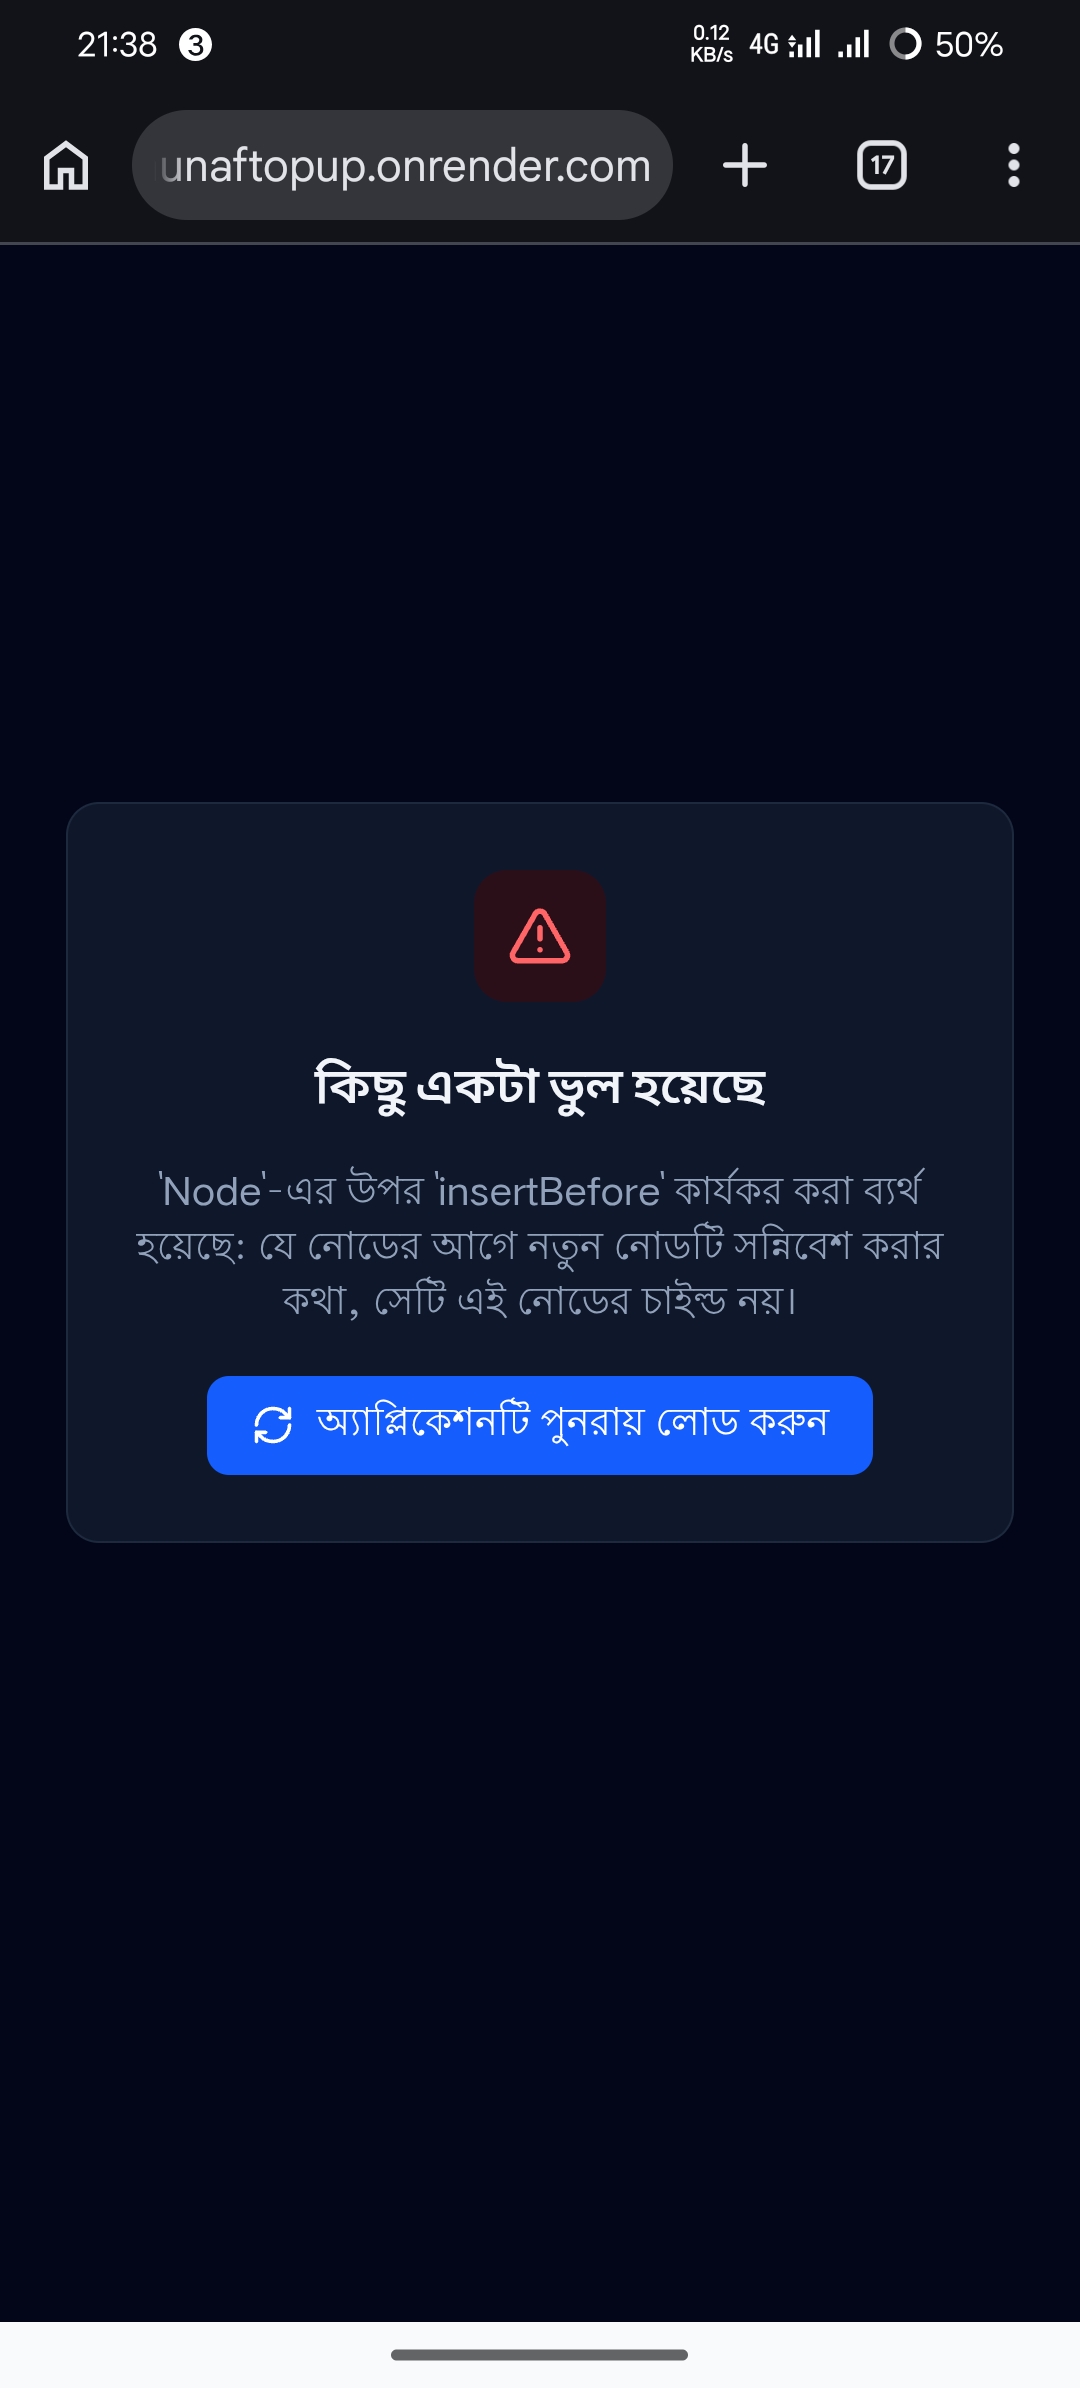 21:38 3 0.12 KB/s 4G 50%
unaftopup.onrender.com 17
কিছু একটা ভুল হয়েছে
'Node'-এর উপর 'insertBefore' কার্যকর করা ব্যর্থ
হয়েছে: যে নোডের আগে নতুন নোডটি সন্নিবেশ করার
কথা, সেটি এই নোডের চাইল্ড নয়।
অ্যাপ্লিকেশনটি পুনরায় লোড করুন